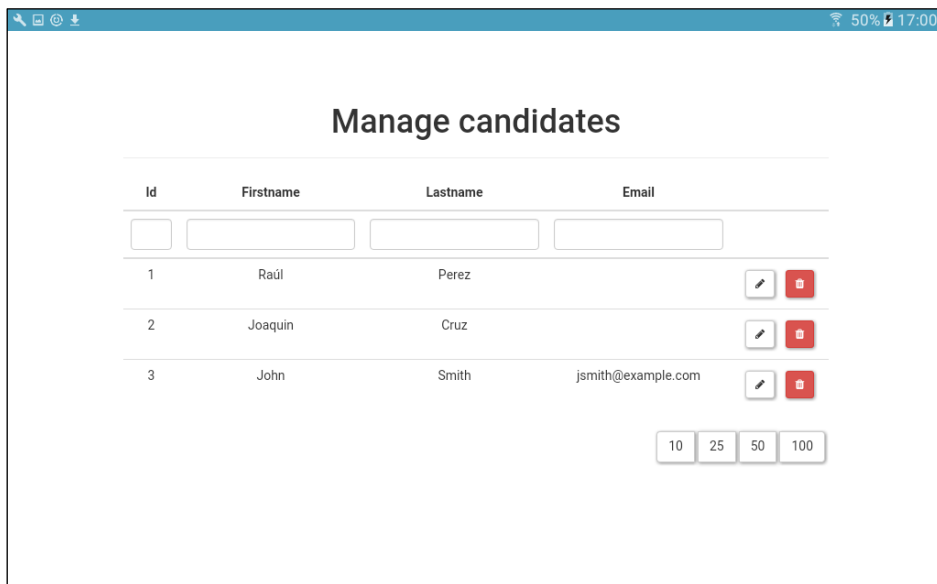 50% 17:00
Manage candidates
Id Firstname Lastname Email
1 Raúl Perez
2 Joaquin Cruz
3 John Smith jsmith@example.com
10 25 50 100